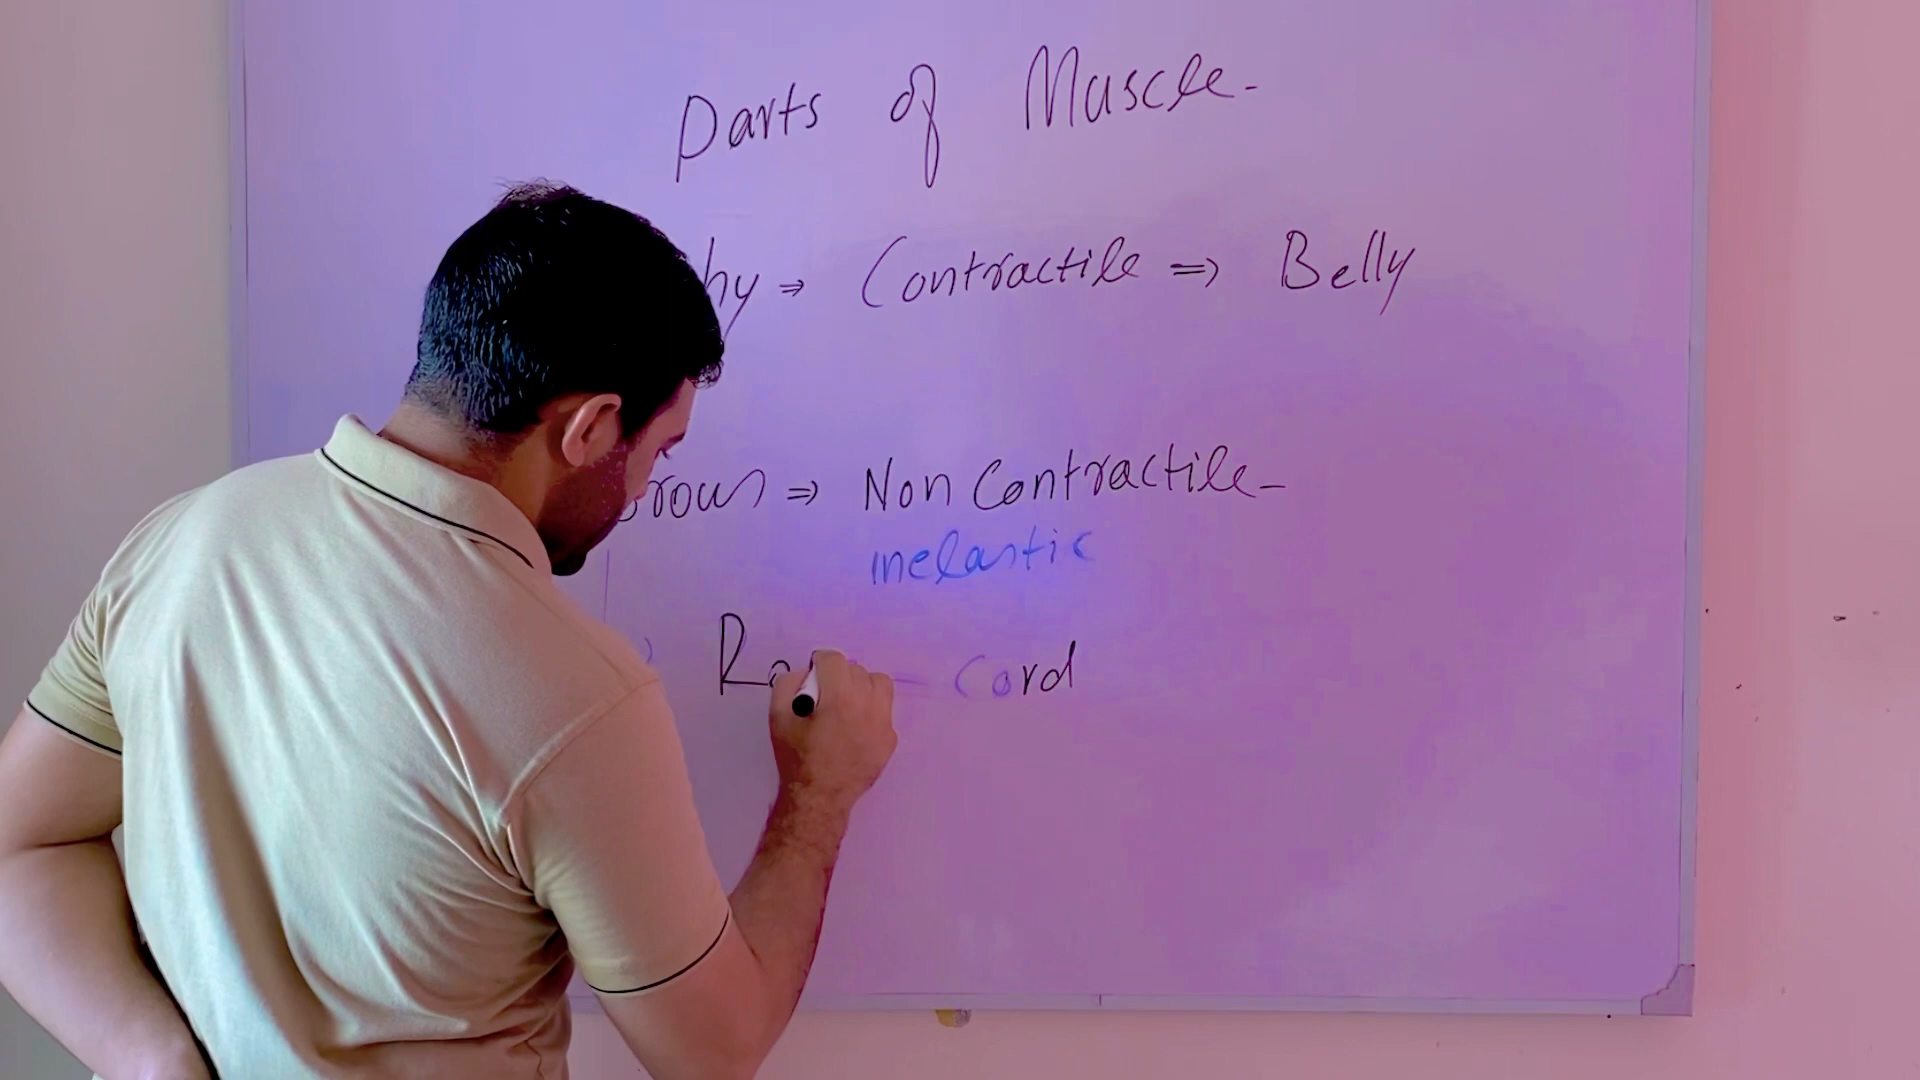 Parts of Muscle-
hy ⇒ Contractile ⇒ Belly
rous ⇒ Non Contractile-
inelastic
Cord